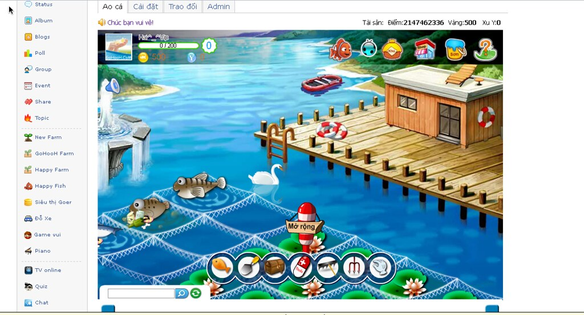 Status
Album
Blogs
Poll
Group
Event
Share
Topic
New Farm
GoHooH Farm
Happy Farm
Happy Fish
Siêu thị Goer
Đỗ Xe
Game vui
Piano
TV online
Quiz
Chat
Ao cá
Cài đặt
Trao đổi
Admin
Chúc bạn vui vẻ!
Tài sản: Điểm:2147462336 Vàng:500 Xu Y:0
0 / 200
0
Mở rộng